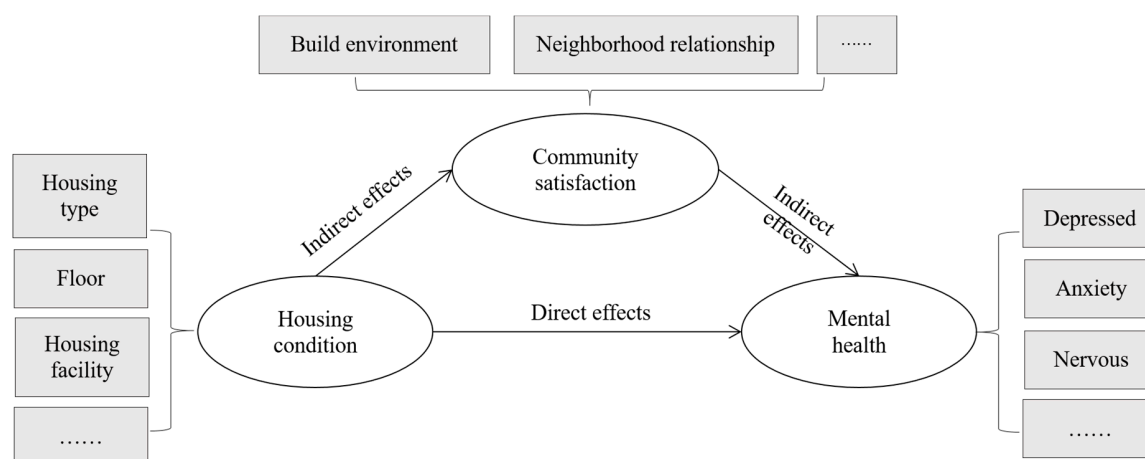 Build environment
Neighborhood relationship
......
Community
satisfaction
Housing
type
Floor
Housing
facility
......
Indirect effects
Indirect
effects
Housing
condition
Direct effects
Mental
health
Depressed
Anxiety
Nervous
......